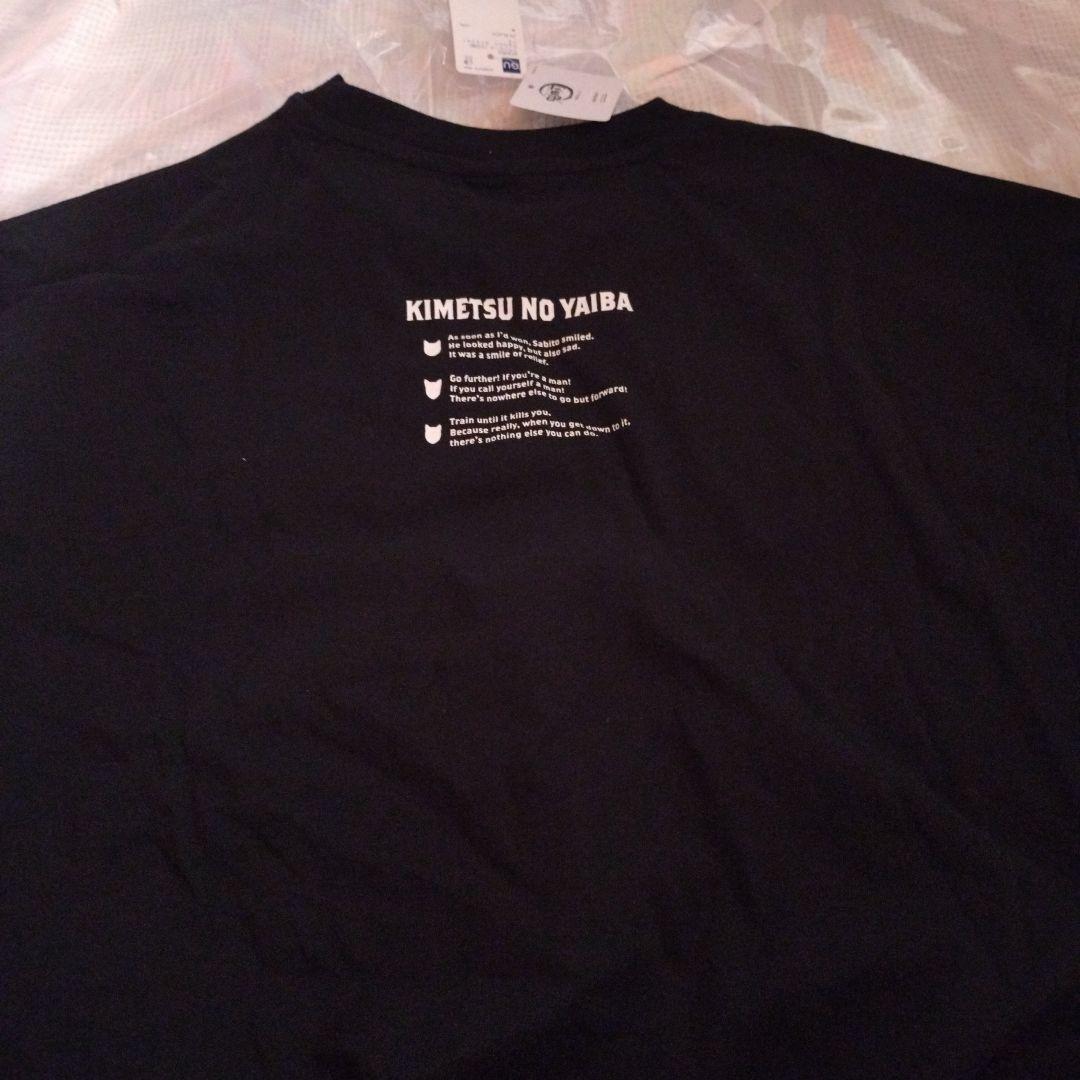 GU
KIMETSU NO YAIBA
As soon as I'd won, Sabito smiled.
He looked happy, but also sad.
It was a smile of relief.
Go further! If you're a man!
If you call yourself a man!
There's nowhere else to go but forward!
Train until it kills you.
Because really, when you get down to it,
there's nothing else you can do.